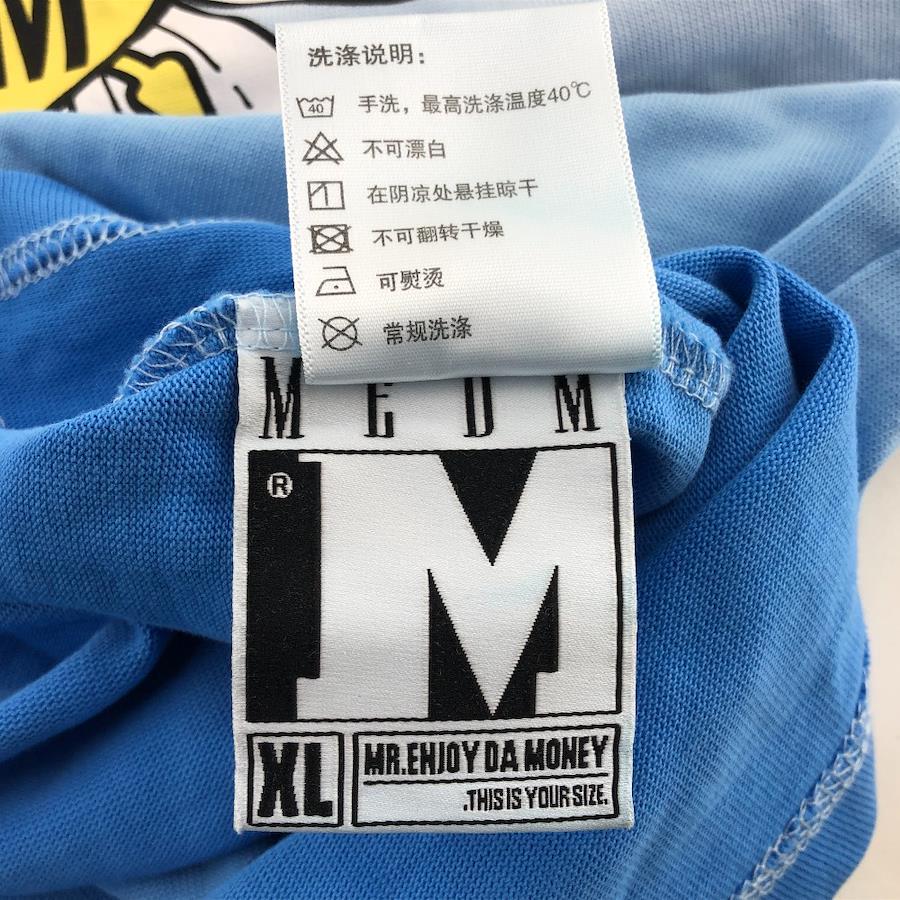 M
洗涤说明:
40
手洗，最高洗涤温度40℃
不可漂白
在阴凉处悬挂晾干
不可翻转干燥
可熨烫
常规洗涤
MEDM
®
M
XL
MR.ENJOY DA MONEY
.THIS IS YOUR SIZE.